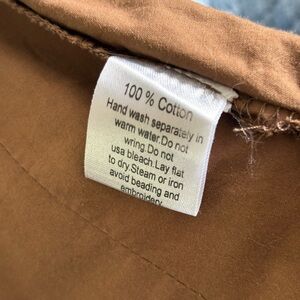 100 % Cotton
Hand wash separately in
warm water.Do not
wring.Do not
usa bleach.Lay flat
to dry.Steam or iron
avoid beading and
embroidery